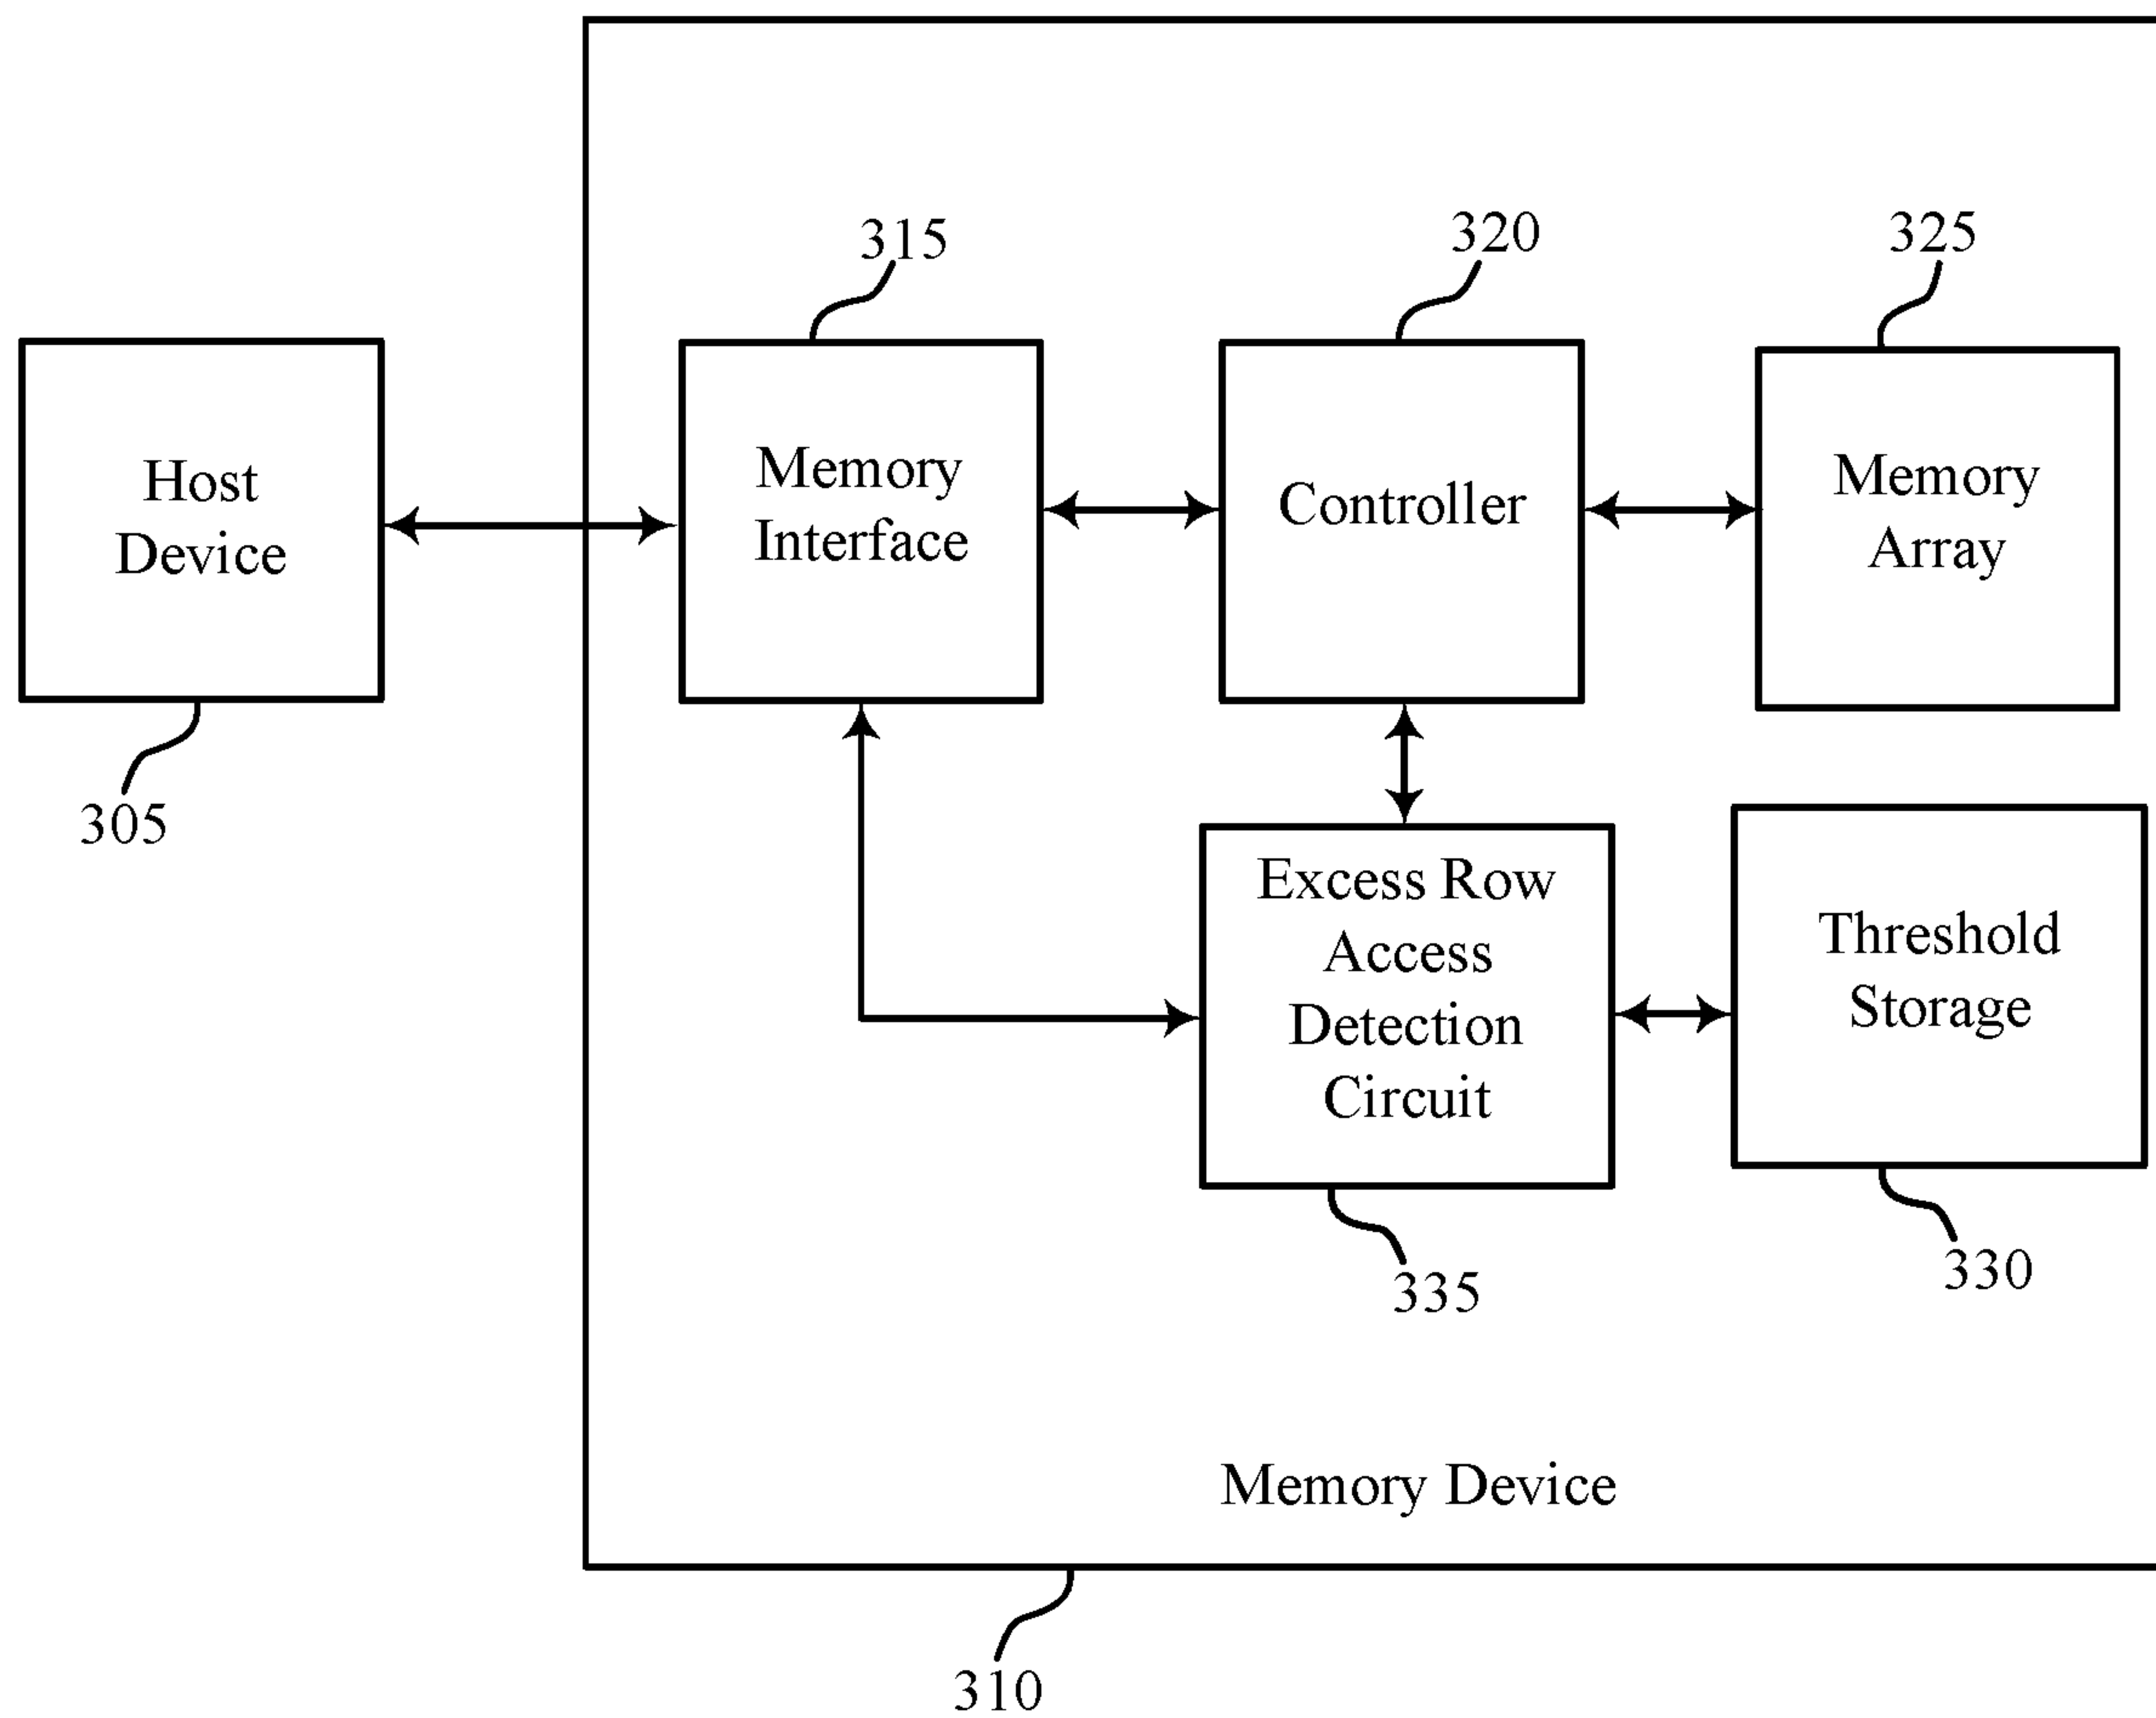 315
320
325
Host
Device
Memory
Interface
Controller
Memory
Array
305
Excess Row
Access
Detection
Circuit
Threshold
Storage
335
330
Memory Device
310